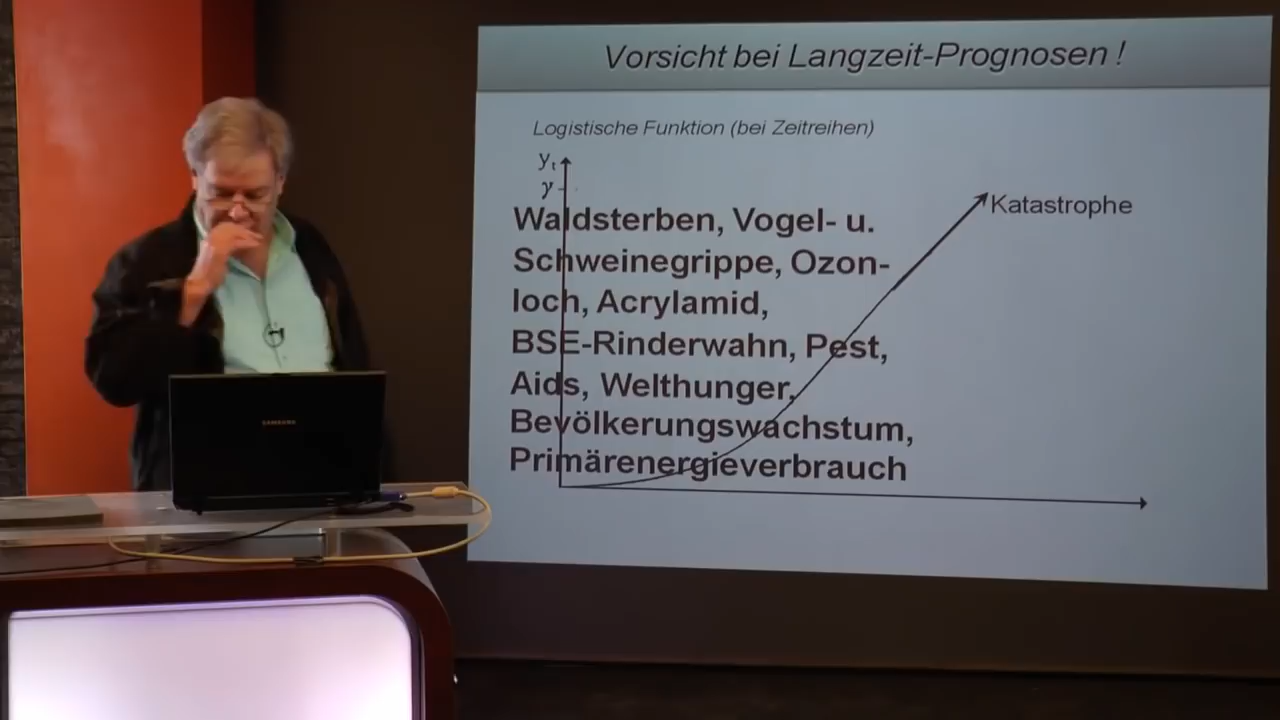 Vorsicht bei Langzeit-Prognosen !
Logistische Funktion (bei Zeitreihen)
yt
γ
Katastrophe
Waldsterben, Vogel- u.
Schweinegrippe, Ozon-
loch, Acrylamid,
BSE-Rinderwahn, Pest,
Aids, Welthunger,
Bevölkerungswachstum,
Primärenergieverbrauch
SAMSUNG